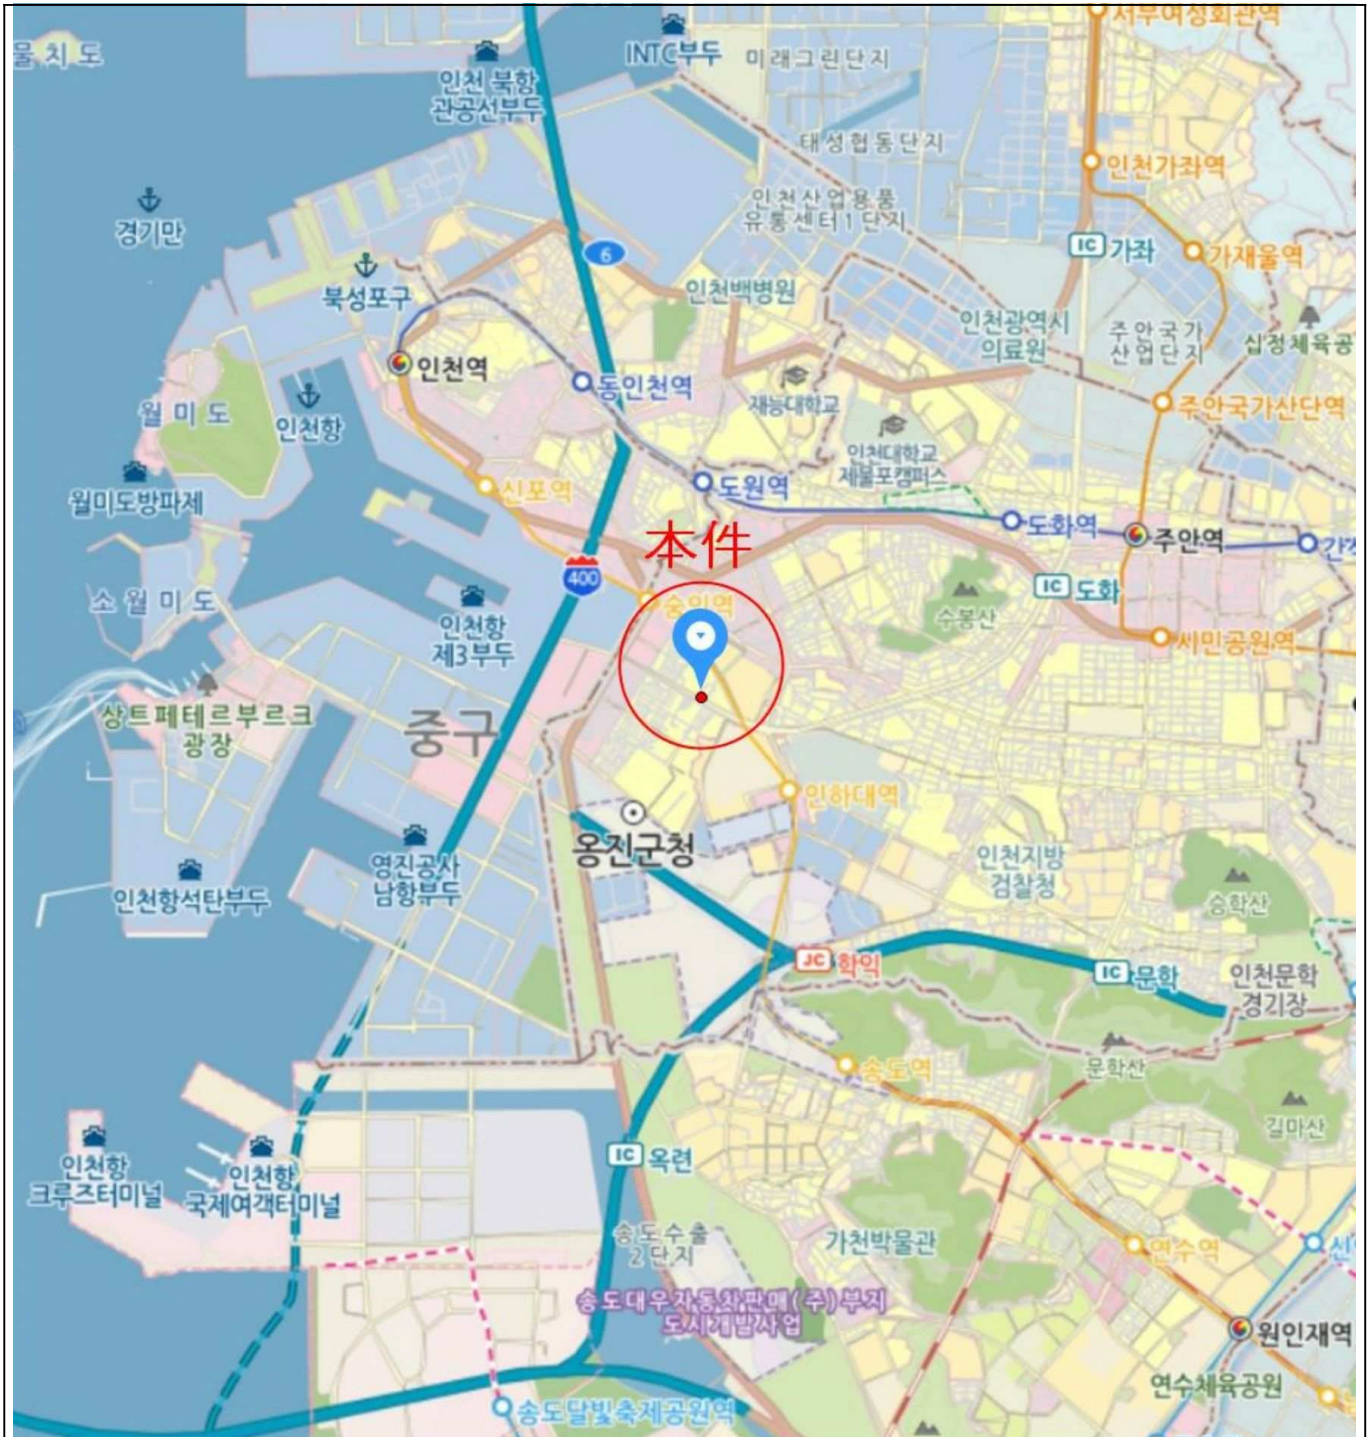 서부여성회관역
물치도
INTC부두
미래그린단지
인천 북항
관공선부두
태성협동단지
인천가좌역
인천산업용품
유통센터1단지
경기만
6
IC 가좌
가재울역
북성포구
인천백병원
인천광역시
의료원
주안국가
산업단지
십정체육공
인천역
동인천역
재능대학교
주안국가산단역
월미도
인천항
인천대학교
제물포캠퍼스
월미도방파제
신포역
도원역
도화역
주안역
本件
400
소월미도
숭의역
IC 도화
수봉산
인천항
제3부두
시민공원역
상트페테르부르크
광장
중구
인하대역
옹진군청
영진공사
남항부두
인천지방
검찰청
인천항석탄부두
승학산
JC 학익
IC 문학
인천문학
경기장
송도역
문학산
길마산
인천항
크루즈터미널
인천항
국제여객터미널
IC 옥련
송도수출
2단지
가천박물관
연수역
송도대우자동차판매(주)부지
도시개발사업
원인재역
연수체육공원
송도달빛축제공원역